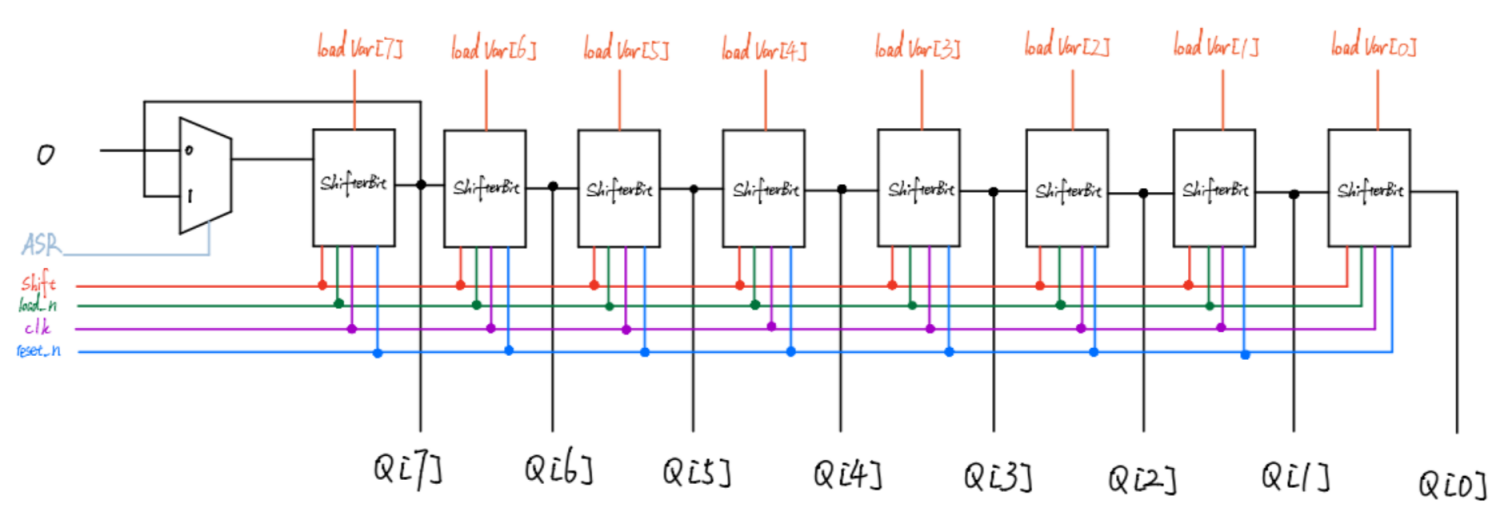 load Var[7] load Var[6] load Var[5] load Var[4] load Var[3] load Var[2] load Var[1] load Var[0]
0
0
1
ShifterBit ShifterBit ShifterBit ShifterBit ShifterBit ShifterBit ShifterBit ShifterBit
ASR
Shift
load_n
clk
reset_n
Q[7] Q[6] Q[5] Q[4] Q[3] Q[2] Q[1] Q[0]